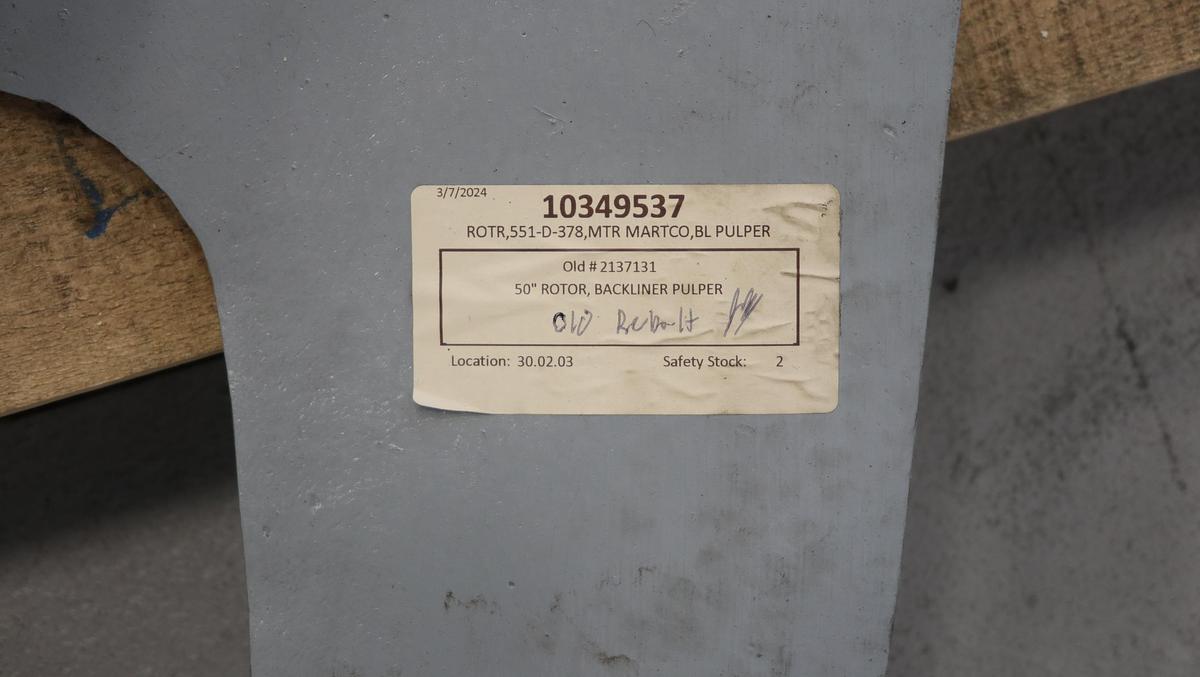 3/7/2024
10349537
ROTR,551-D-378,MTR MARTCO,BL PULPER
Old # 2137131
50" ROTOR, BACKLINER PULPER
Old Rebuilt
Location: 30.02.03 Safety Stock: 2